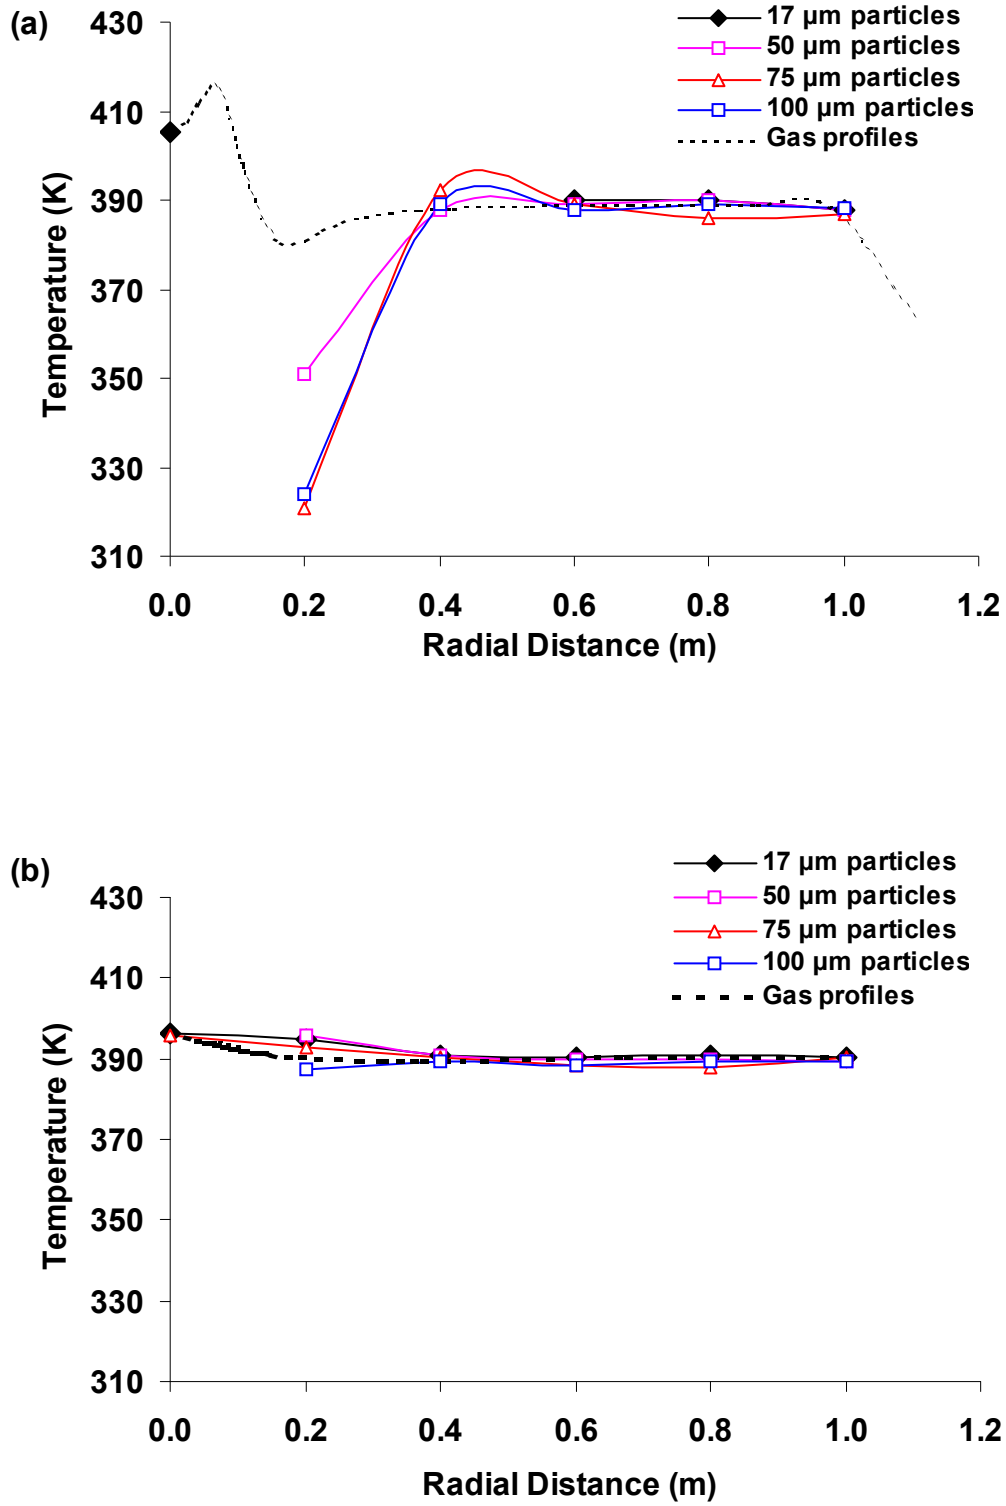 (a)
17 µm particles
50 µm particles
75 µm particles
100 µm particles
Gas profiles
430
410
390
370
350
330
310
Temperature (K)
0.0 0.2 0.4 0.6 0.8 1.0 1.2
Radial Distance (m)
(b)
17 µm particles
50 µm particles
75 µm particles
100 µm particles
Gas profiles
430
410
390
370
350
330
310
Temperature (K)
0.0 0.2 0.4 0.6 0.8 1.0 1.2
Radial Distance (m)